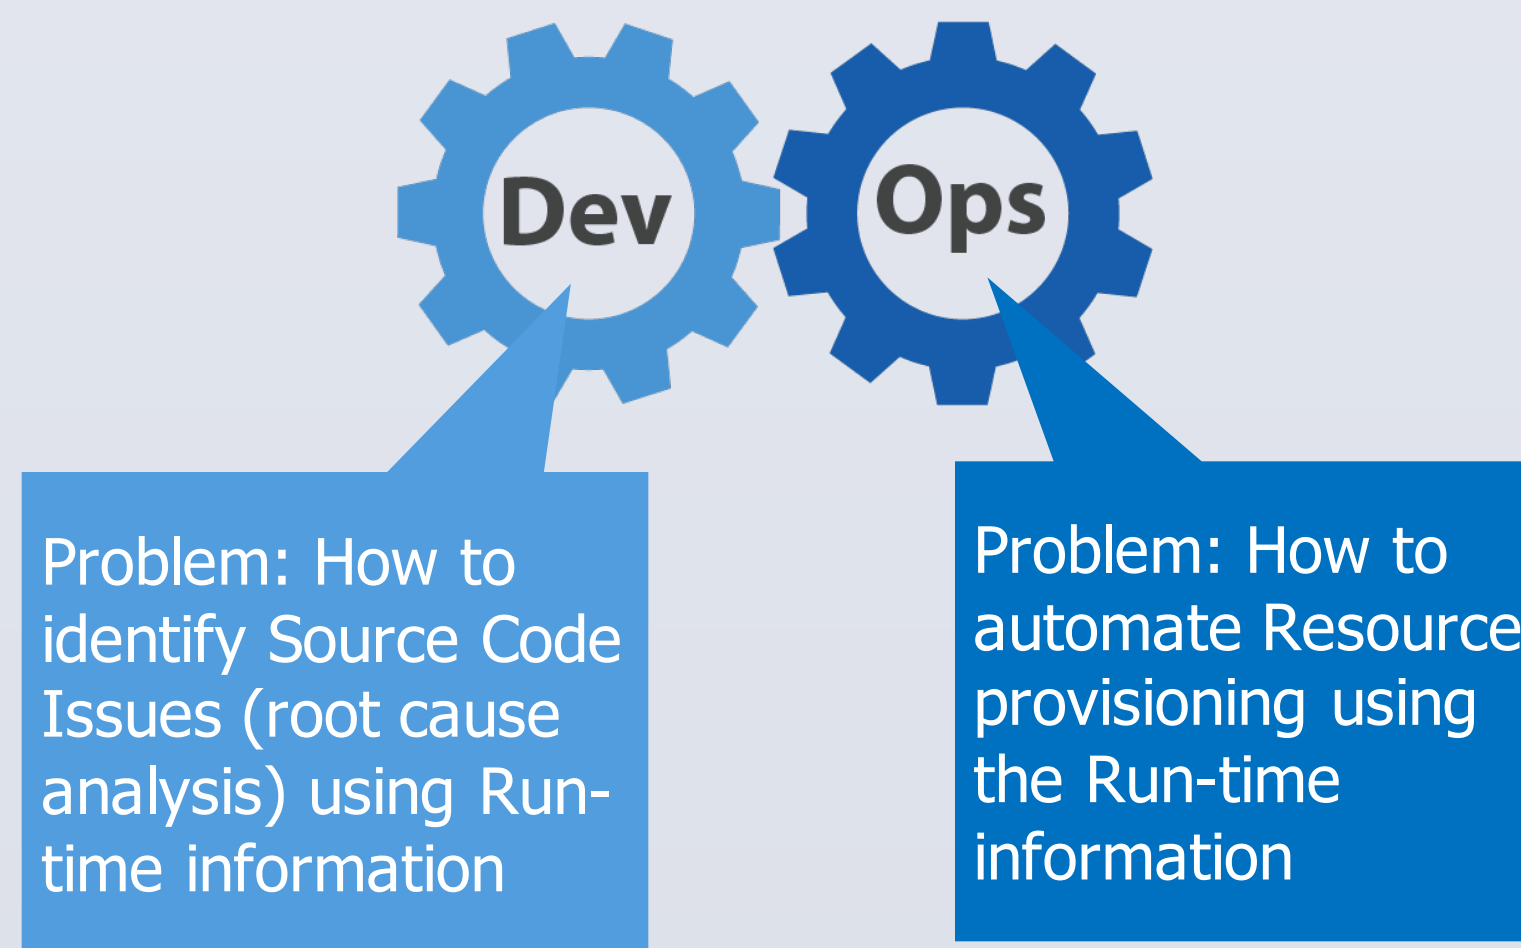 Dev
Ops
Problem: How to
identify Source Code
Issues (root cause
analysis) using Run-
time information
Problem: How to
automate Resource
provisioning using
the Run-time
information